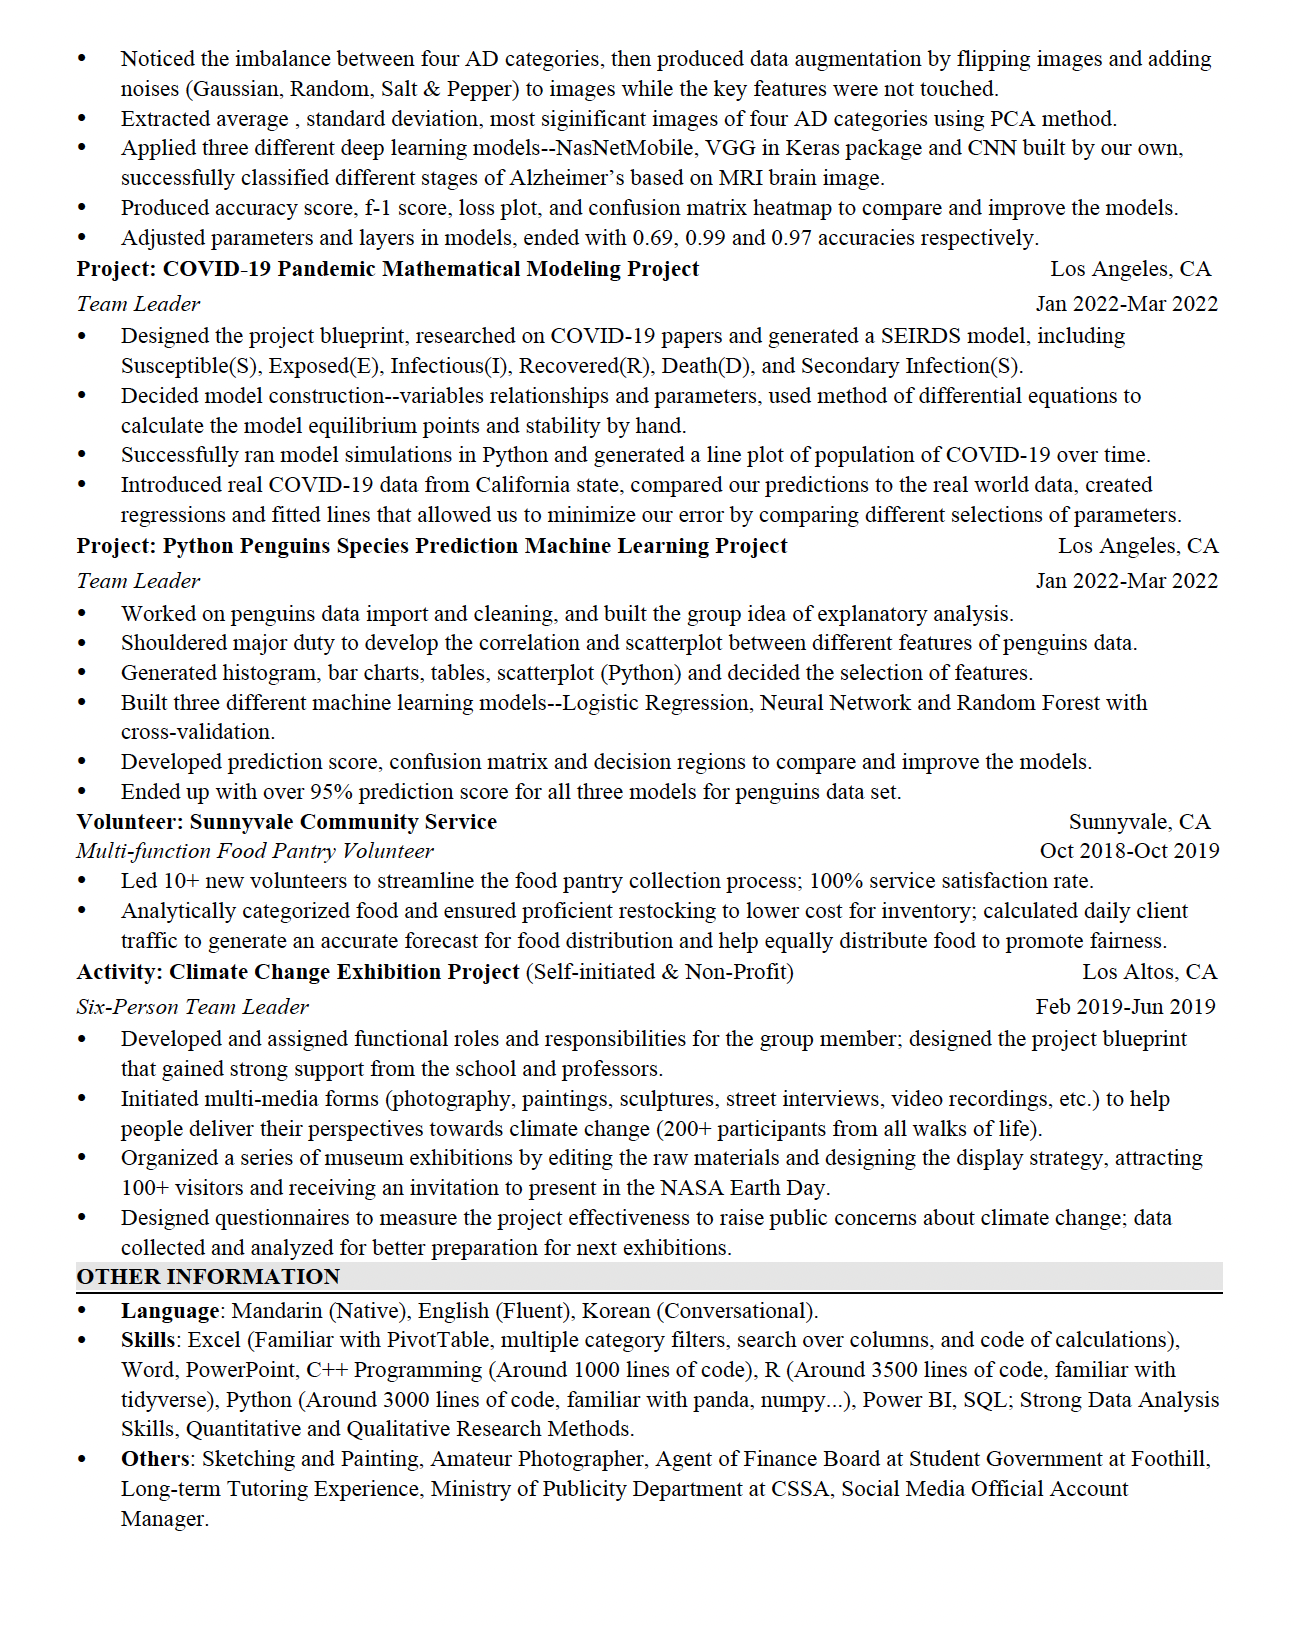 • Noticed the imbalance between four AD categories, then produced data augmentation by flipping images and adding
noises (Gaussian, Random, Salt & Pepper) to images while the key features were not touched.
• Extracted average , standard deviation, most siginificant images of four AD categories using PCA method.
• Applied three different deep learning models--NasNetMobile, VGG in Keras package and CNN built by our own,
successfully classified different stages of Alzheimer’s based on MRI brain image.
• Produced accuracy score, f-1 score, loss plot, and confusion matrix heatmap to compare and improve the models.
• Adjusted parameters and layers in models, ended with 0.69, 0.99 and 0.97 accuracies respectively.
Project: COVID-19 Pandemic Mathematical Modeling Project Los Angeles, CA
Team Leader Jan 2022-Mar 2022
• Designed the project blueprint, researched on COVID-19 papers and generated a SEIRDS model, including
Susceptible(S), Exposed(E), Infectious(I), Recovered(R), Death(D), and Secondary Infection(S).
• Decided model construction--variables relationships and parameters, used method of differential equations to
calculate the model equilibrium points and stability by hand.
• Successfully ran model simulations in Python and generated a line plot of population of COVID-19 over time.
• Introduced real COVID-19 data from California state, compared our predictions to the real world data, created
regressions and fitted lines that allowed us to minimize our error by comparing different selections of parameters.
Project: Python Penguins Species Prediction Machine Learning Project Los Angeles, CA
Team Leader Jan 2022-Mar 2022
• Worked on penguins data import and cleaning, and built the group idea of explanatory analysis.
• Shouldered major duty to develop the correlation and scatterplot between different features of penguins data.
• Generated histogram, bar charts, tables, scatterplot (Python) and decided the selection of features.
• Built three different machine learning models--Logistic Regression, Neural Network and Random Forest with
cross-validation.
• Developed prediction score, confusion matrix and decision regions to compare and improve the models.
• Ended up with over 95% prediction score for all three models for penguins data set.
Volunteer: Sunnyvale Community Service Sunnyvale, CA
Multi-function Food Pantry Volunteer Oct 2018-Oct 2019
• Led 10+ new volunteers to streamline the food pantry collection process; 100% service satisfaction rate.
• Analytically categorized food and ensured proficient restocking to lower cost for inventory; calculated daily client
traffic to generate an accurate forecast for food distribution and help equally distribute food to promote fairness.
Activity: Climate Change Exhibition Project (Self-initiated & Non-Profit) Los Altos, CA
Six-Person Team Leader Feb 2019-Jun 2019
• Developed and assigned functional roles and responsibilities for the group member; designed the project blueprint
that gained strong support from the school and professors.
• Initiated multi-media forms (photography, paintings, sculptures, street interviews, video recordings, etc.) to help
people deliver their perspectives towards climate change (200+ participants from all walks of life).
• Organized a series of museum exhibitions by editing the raw materials and designing the display strategy, attracting
100+ visitors and receiving an invitation to present in the NASA Earth Day.
• Designed questionnaires to measure the project effectiveness to raise public concerns about climate change; data
collected and analyzed for better preparation for next exhibitions.
OTHER INFORMATION
• Language: Mandarin (Native), English (Fluent), Korean (Conversational).
• Skills: Excel (Familiar with PivotTable, multiple category filters, search over columns, and code of calculations),
Word, PowerPoint, C++ Programming (Around 1000 lines of code), R (Around 3500 lines of code, familiar with
tidyverse), Python (Around 3000 lines of code, familiar with panda, numpy...), Power BI, SQL; Strong Data Analysis
Skills, Quantitative and Qualitative Research Methods.
• Others: Sketching and Painting, Amateur Photographer, Agent of Finance Board at Student Government at Foothill,
Long-term Tutoring Experience, Ministry of Publicity Department at CSSA, Social Media Official Account
Manager.